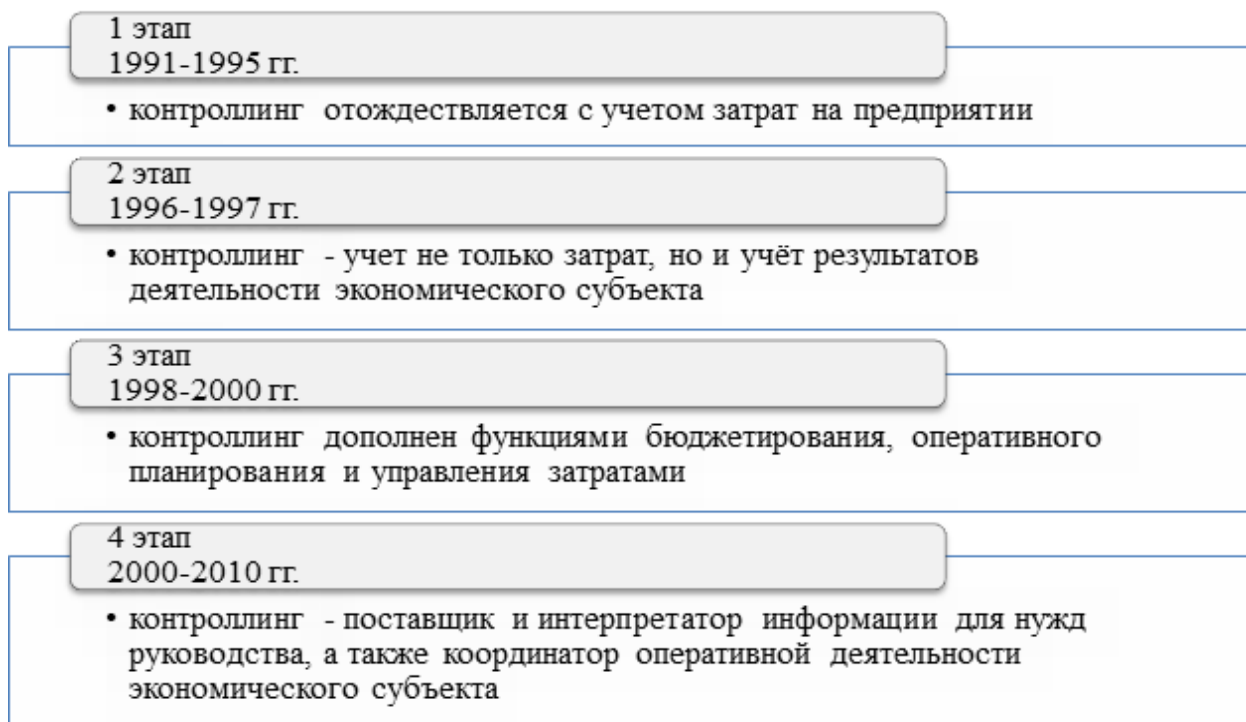 1 этап
1991-1995 гг.
• контроллинг отождествляется с учетом затрат на предприятии
2 этап
1996-1997 гг.
• контроллинг - учет не только затрат, но и учёт результатов
деятельности экономического субъекта
3 этап
1998-2000 гг.
• контроллинг дополнен функциями бюджетирования, оперативного
планирования и управления затратами
4 этап
2000-2010 гг.
• контроллинг - поставщик и интерпретатор информации для нужд
руководства, а также координатор оперативной деятельности
экономического субъекта